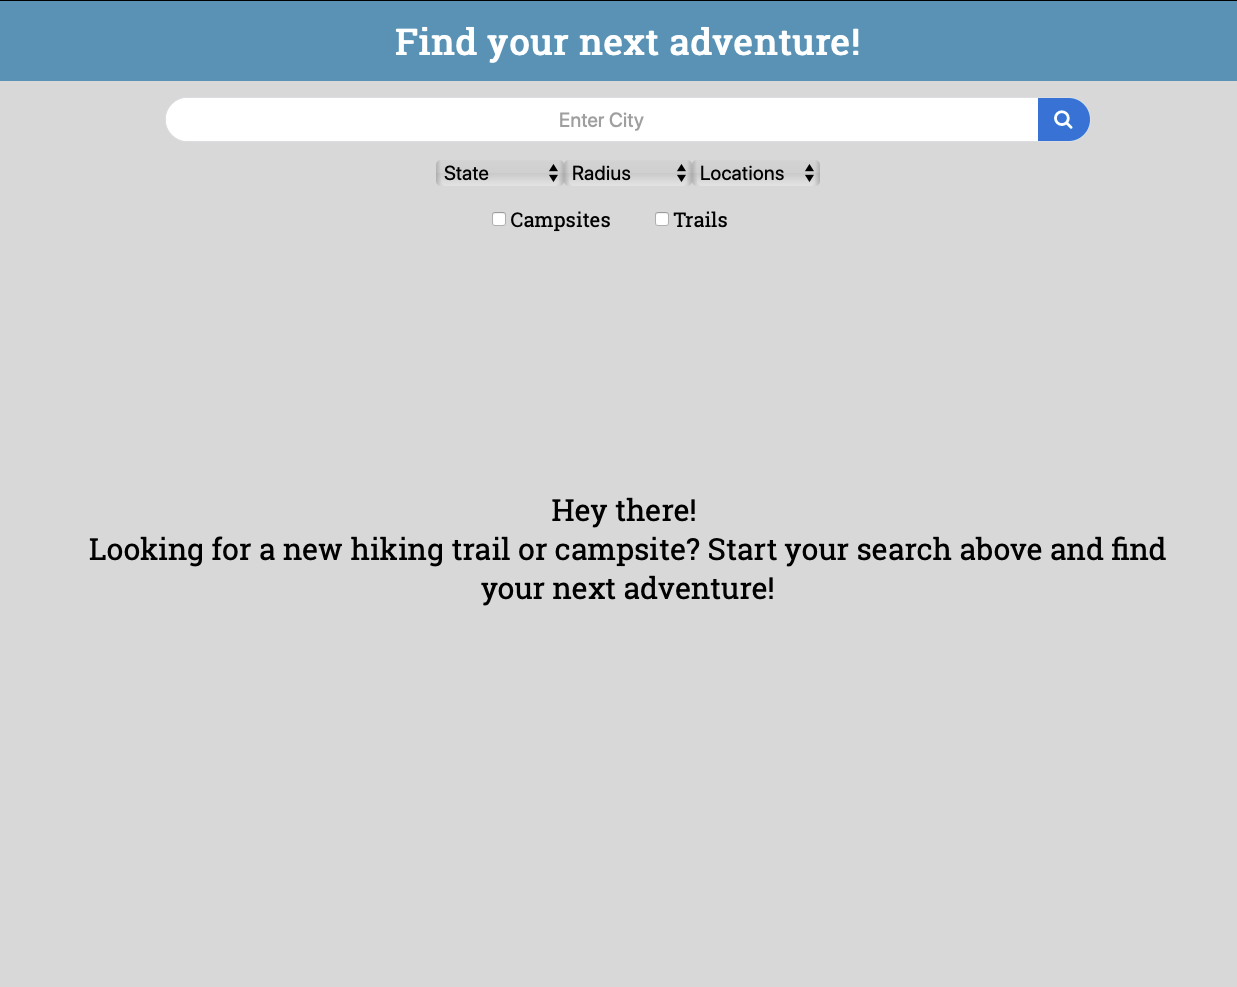 Find your next adventure!
Enter City
State Radius Locations
Campsites Trails
Hey there!
Looking for a new hiking trail or campsite? Start your search above and find
your next adventure!